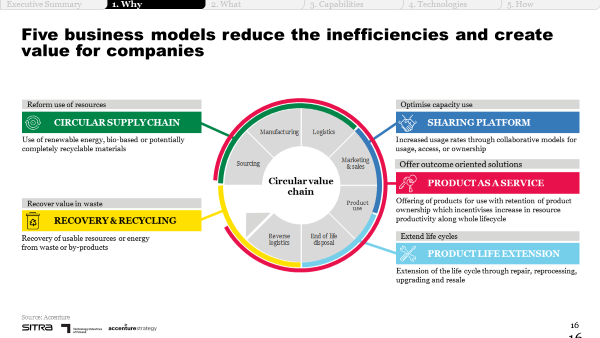 Executive Summary
1. Why
2. What
3. Capabilities
4. Technologies
5. How
Five business models reduce the inefficiencies and create
value for companies
Reform use of resources
CIRCULAR SUPPLY CHAIN
Use of renewable energy, bio-based or potentially
completely recyclable materials
Recover value in waste
RECOVERY & RECYCLING
Recovery of usable resources or energy
from waste or by-products
Manufacturing
Logistics
Sourcing
Marketing
& sales
Circular value
chain
Product
use
Reverse
logistics
End of life
disposal
Optimise capacity use
SHARING PLATFORM
Increased usage rates through collaborative models for
usage, access, or ownership
Offer outcome oriented solutions
PRODUCT AS A SERVICE
Offering of products for use with retention of product
ownership which incentivises increase in resource
productivity along whole lifecycle
Extend life cycles
PRODUCT LIFE EXTENSION
Extension of the life cycle through repair, reprocessing,
upgrading and resale
Source: Accenture
SITRA
Technology Industries
of Finland
accenturestrategy
16
16